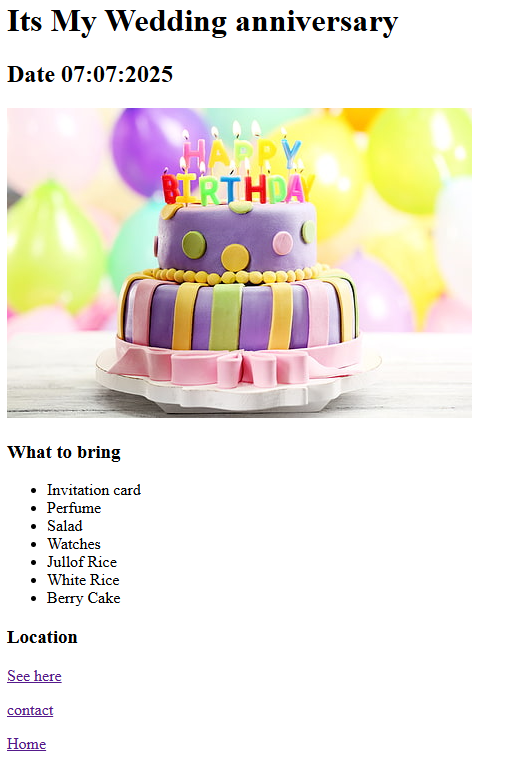 Its My Wedding anniversary
Date 07:07:2025
HAPPY
BIRTHDAY
What to bring
Invitation card
Perfume
Salad
Watches
Jullof Rice
White Rice
Berry Cake
Location
See here
contact
Home